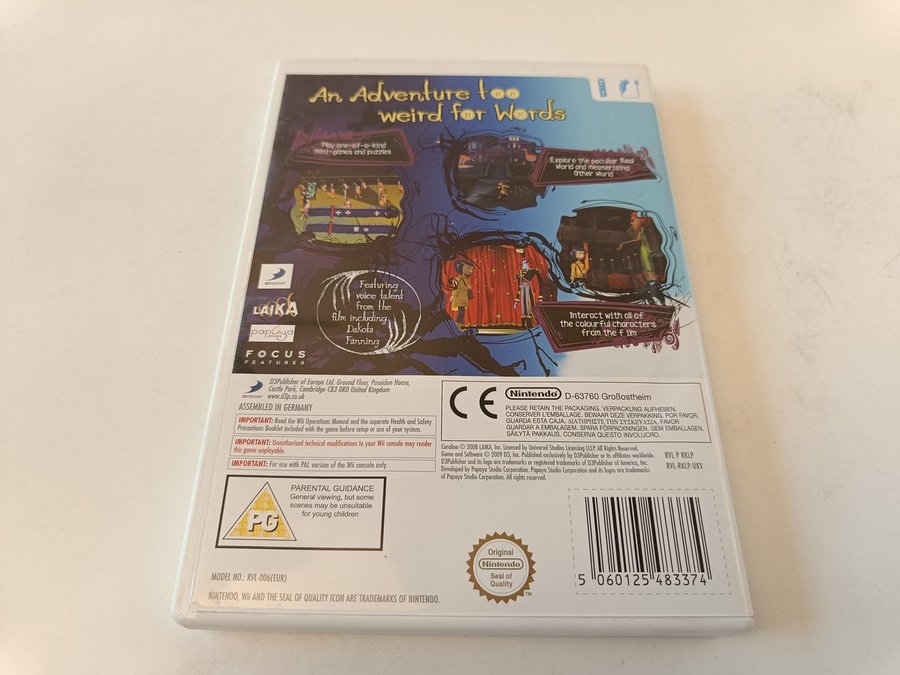 An Adventure too
weird for Words
Play one-of-a-kind
mini-games and puzzles
Explore the peculiar Real
World and mesmerising
Other World
Featuring
voice talent
from the
film including
Dakota
Fanning
Interact with all of
the colourful characters
from the film
D3PUBLISHER
LAIKA
papaya
FOCUS
FEATURES
D3Publisher of Europe Ltd. Ground Floor, Poseidon House,
Castle Park, Cambridge CB3 0RD United Kingdom
www.d3p.co.uk
ASSEMBLED IN GERMANY
IMPORTANT: Read the Wii Operations Manual and the separate Health and Safety
Precautions Booklet included with the game before setup or use of your system.
IMPORTANT: Unauthorised technical modifications to your Wii console may render
this game unplayable.
IMPORTANT: For use with PAL version of the Wii console only.
CE Nintendo D-63760 Großostheim
PLEASE RETAIN THE PACKAGING. VERPACKUNG AUFHEBEN.
CONSERVER L'EMBALLAGE. BEWAAR DEZE VERPAKKING. POR FAVOR,
GUARDA ESTA CAJA. ΔΙΑΤΗΡΗΣΤΕ ΤΗΝ ΣΥΣΚΕΥΑΣΙΑ. FAVOR
GUARDAR A EMBALAGEM. SPARA FÖRPACKNINGEN. GEM EMBALLAGEN.
SÄILYTÄ PAKKAUS. CONSERVA QUESTO INVOLUCRO.
Coraline © 2008 LAIKA, Inc. Licensed by Universal Studios Licensing LLLP. All Rights Reserved.
Game and Software © 2009 D3, Inc. Published exclusively by D3Publisher or its affiliates worldwide.
D3Publisher and its logo are trademarks or registered trademarks of D3Publisher of America, Inc.
Developed by Papaya Studio Corporation. Papaya Studio Corporation and its logo are trademarks
of Papaya Studio Corporation. All rights reserved.
RVL P RKLP
RVL-RKLP-UKV
PG
PARENTAL GUIDANCE
General viewing, but some
scenes may be unsuitable
for young children
Original
Nintendo
Seal of
Quality
TM
5 060125 483374
MODEL NO.: RVL-006(EUR)
NINTENDO, Wii AND THE SEAL OF QUALITY ICON ARE TRADEMARKS OF NINTENDO.